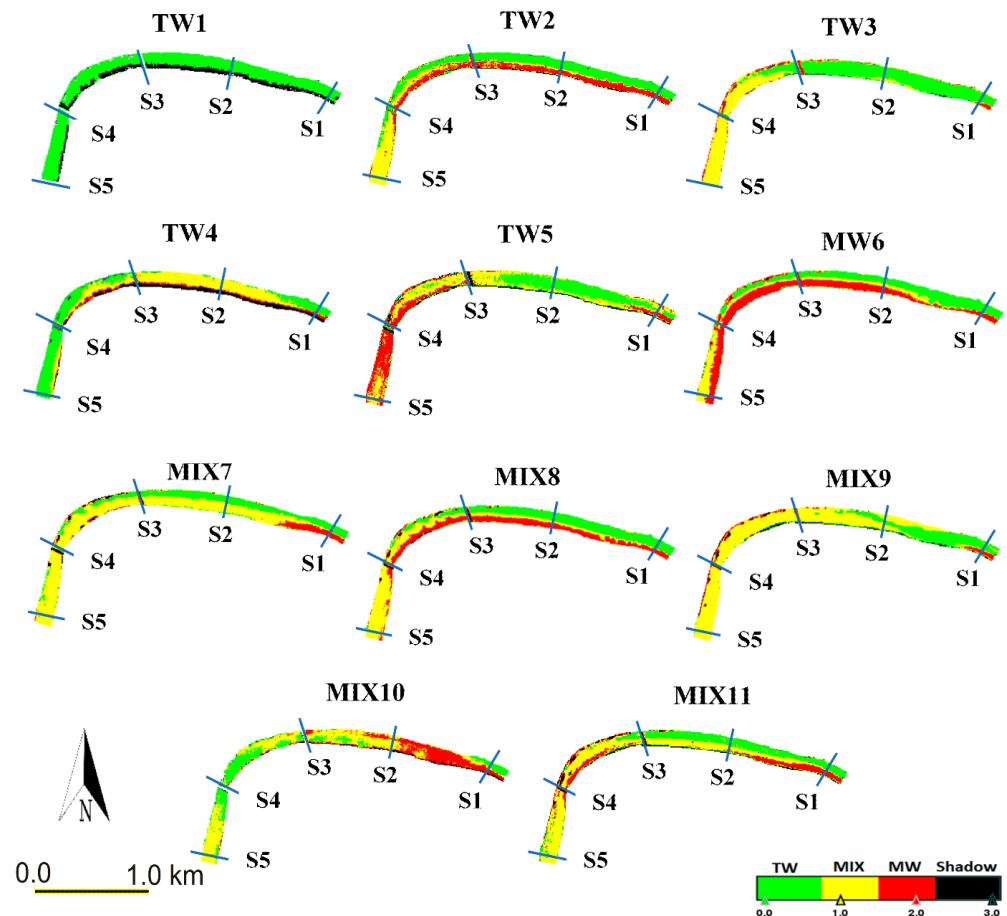 TW1
TW2
TW3
S3
S2
S1
S4
S5
S3
S2
S1
S4
S5
S3
S2
S1
S4
S5
TW4
TW5
MW6
S3
S2
S1
S4
S5
S3
S2
S1
S4
S5
S3
S2
S1
S4
S5
MIX7
MIX8
MIX9
S3
S2
S1
S4
S5
S3
S2
S1
S4
S5
S3
S2
S1
S4
S5
MIX10
MIX11
S3
S2
S1
S4
S5
S3
S2
S1
S4
S5
N
0.0 1.0 km
TW MIX MW Shadow
0.0 1.0 2.0 3.0